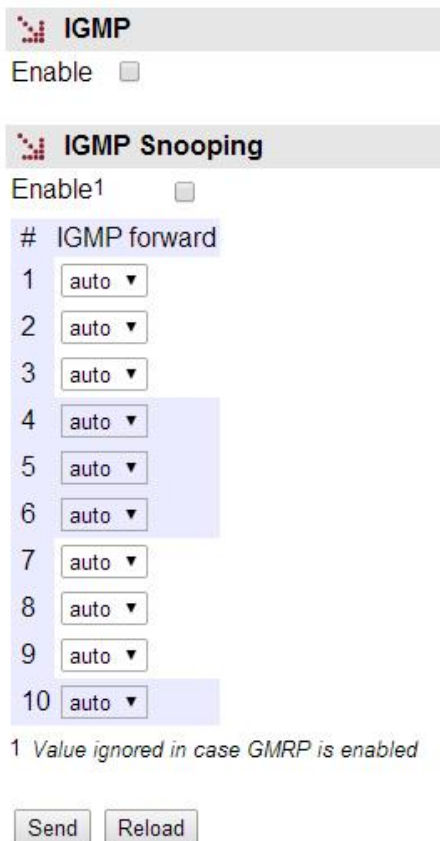 IGMP
Enable
IGMP Snooping
Enable1
# IGMP forward
1 auto
2 auto
3 auto
4 auto
5 auto
6 auto
7 auto
8 auto
9 auto
10 auto
1 Value ignored in case GMRP is enabled
Send Reload